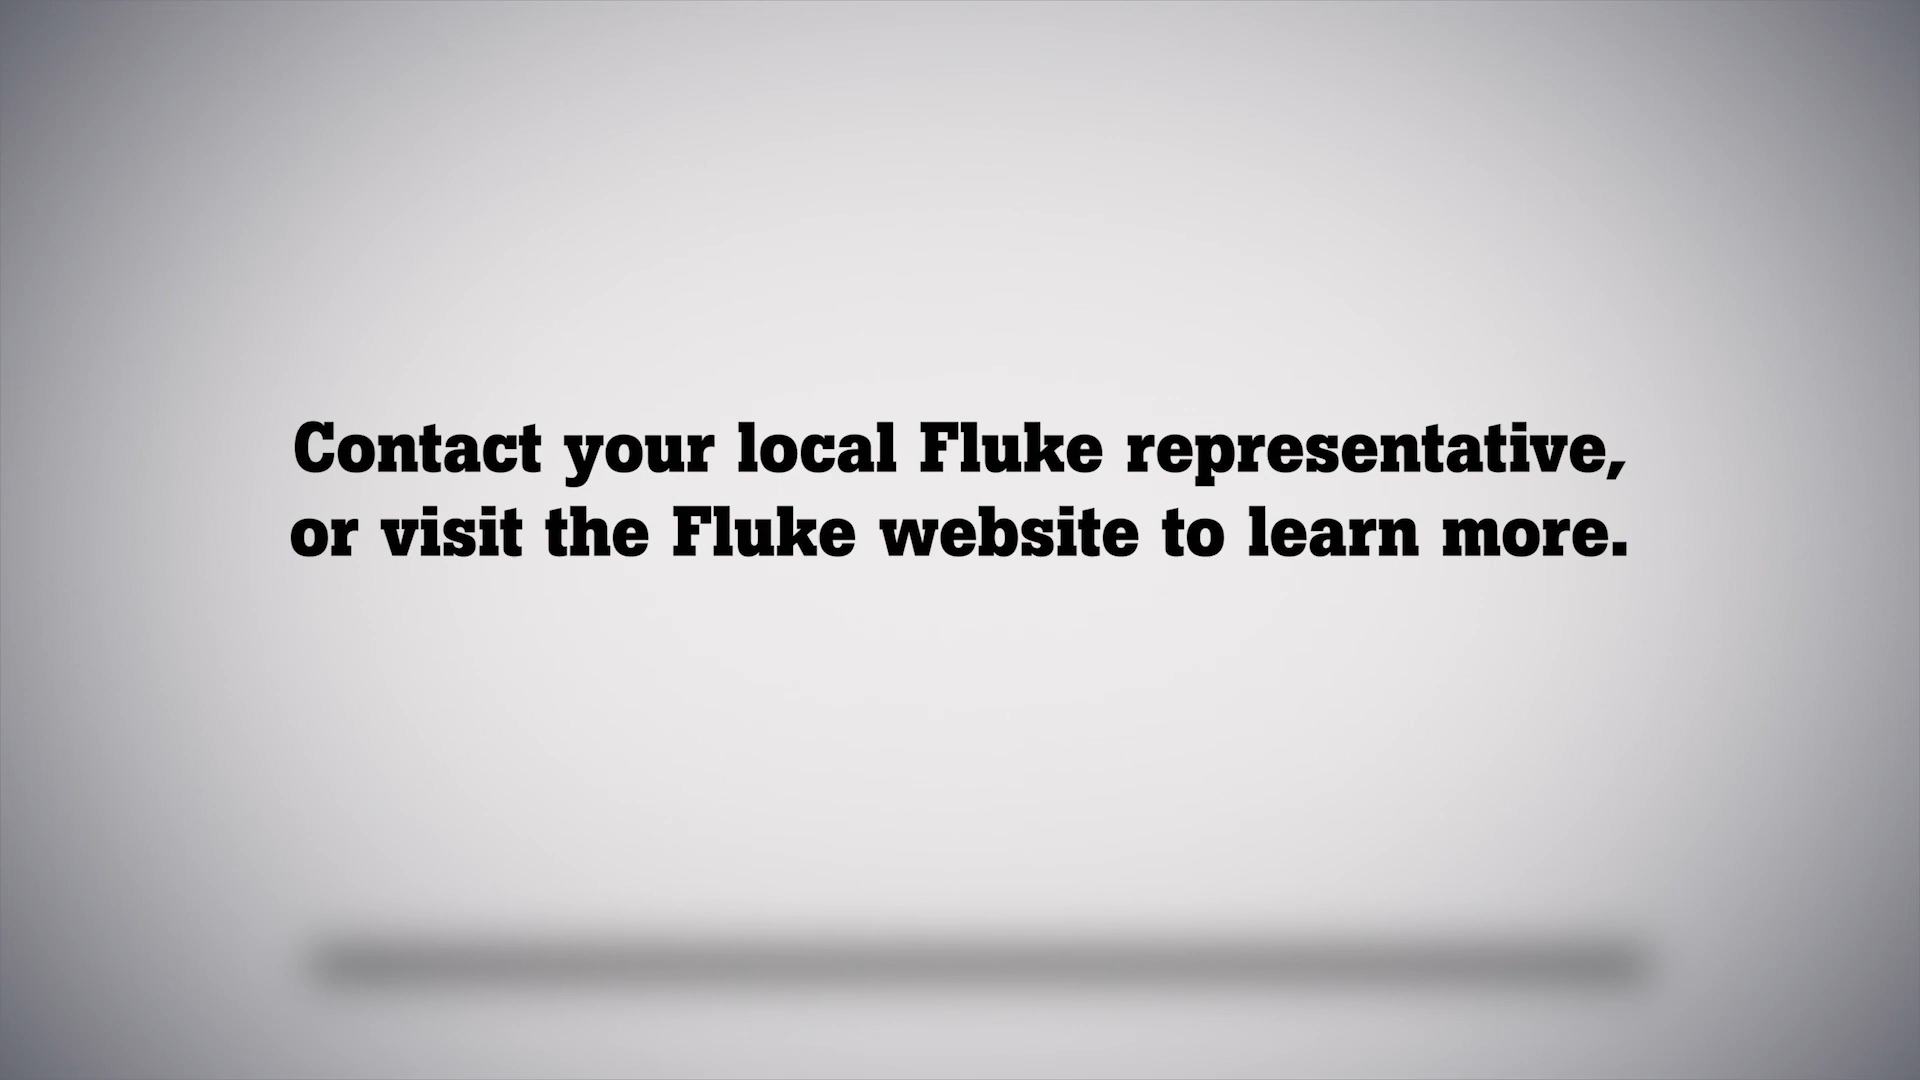 Contact your local Fluke representative,
or visit the Fluke website to learn more.